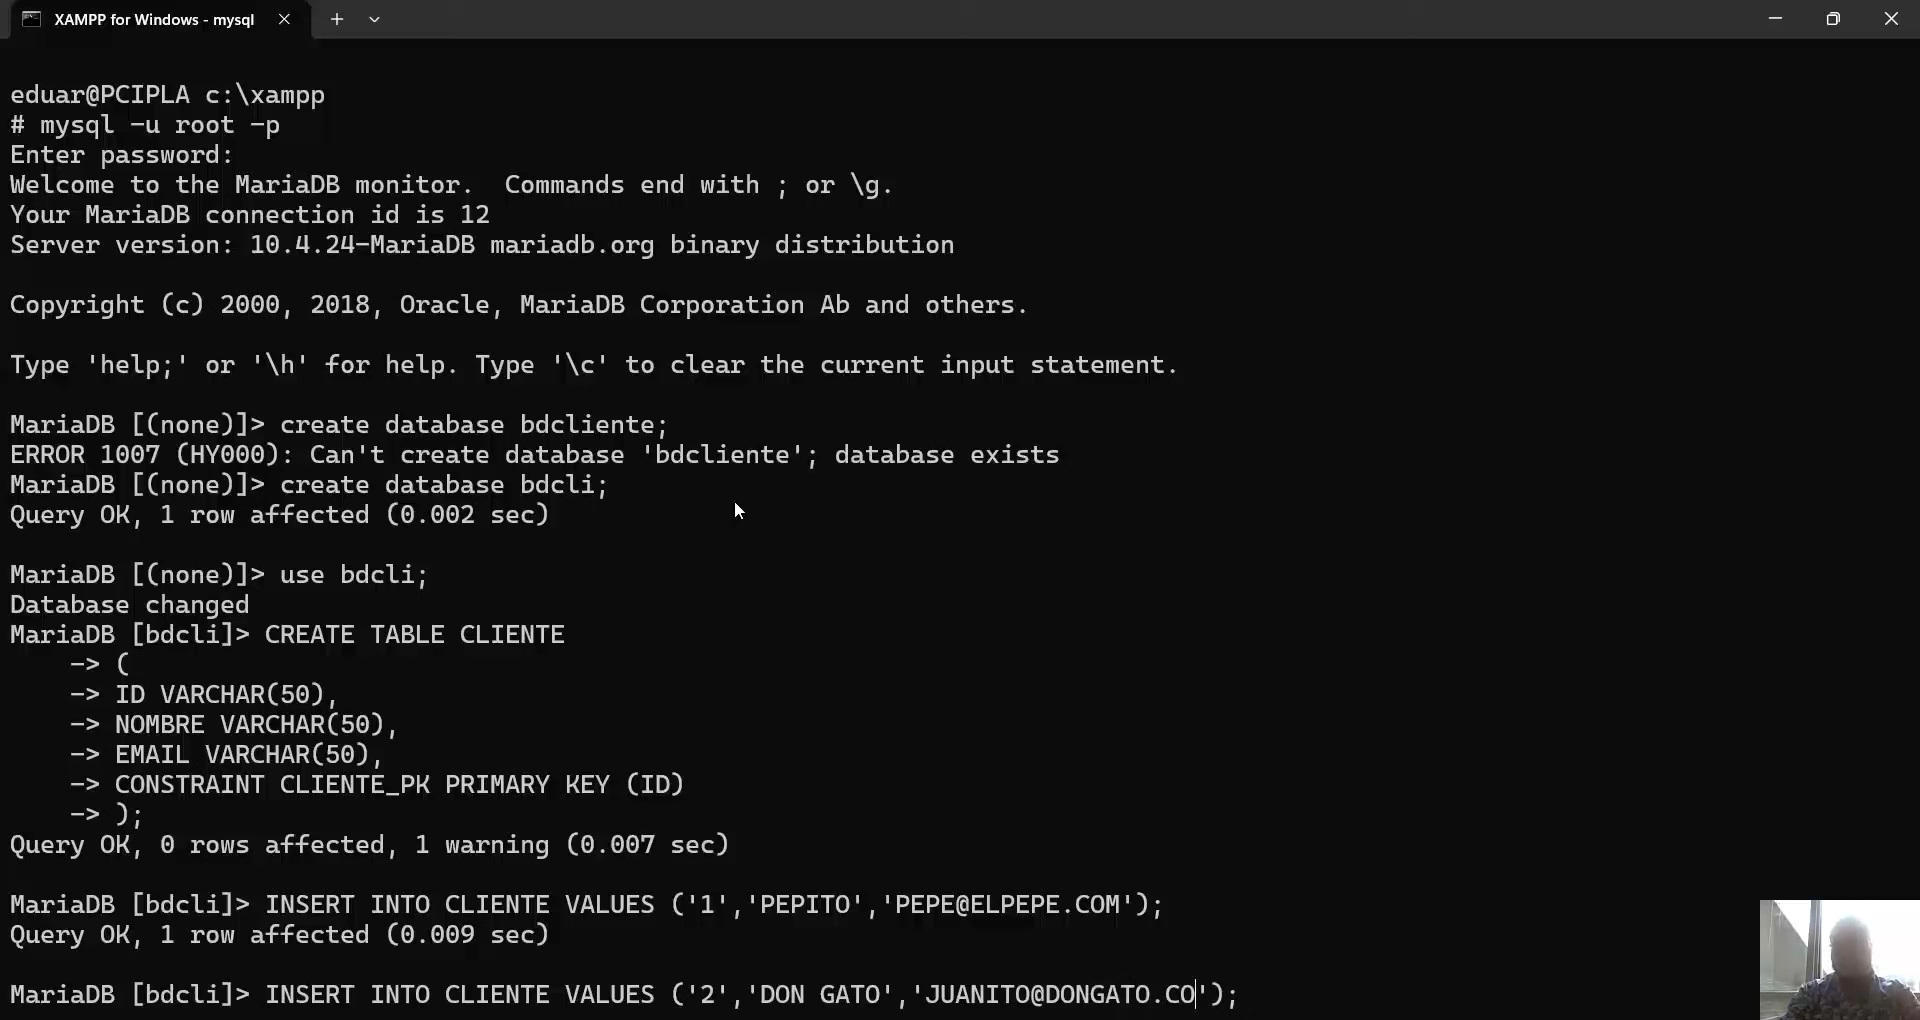 XAMPP for Windows - mysql
eduar@PCIPLA c:\xampp
# mysql -u root -p
Enter password:
Welcome to the MariaDB monitor.  Commands end with ; or \g.
Your MariaDB connection id is 12
Server version: 10.4.24-MariaDB mariadb.org binary distribution
Copyright (c) 2000, 2018, Oracle, MariaDB Corporation Ab and others.
Type 'help;' or '\h' for help. Type '\c' to clear the current input statement.
MariaDB [(none)]> create database bdcliente;
ERROR 1007 (HY000): Can't create database 'bdcliente'; database exists
MariaDB [(none)]> create database bdcli;
Query OK, 1 row affected (0.002 sec)
MariaDB [(none)]> use bdcli;
Database changed
MariaDB [bdcli]> CREATE TABLE CLIENTE
    -> (
    -> ID VARCHAR(50),
    -> NOMBRE VARCHAR(50),
    -> EMAIL VARCHAR(50),
    -> CONSTRAINT CLIENTE_PK PRIMARY KEY (ID)
    -> );
Query OK, 0 rows affected, 1 warning (0.007 sec)
MariaDB [bdcli]> INSERT INTO CLIENTE VALUES ('1','PEPITO','PEPE@ELPEPE.COM');
Query OK, 1 row affected (0.009 sec)
MariaDB [bdcli]> INSERT INTO CLIENTE VALUES ('2','DON GATO','JUANITO@DONGATO.CO');